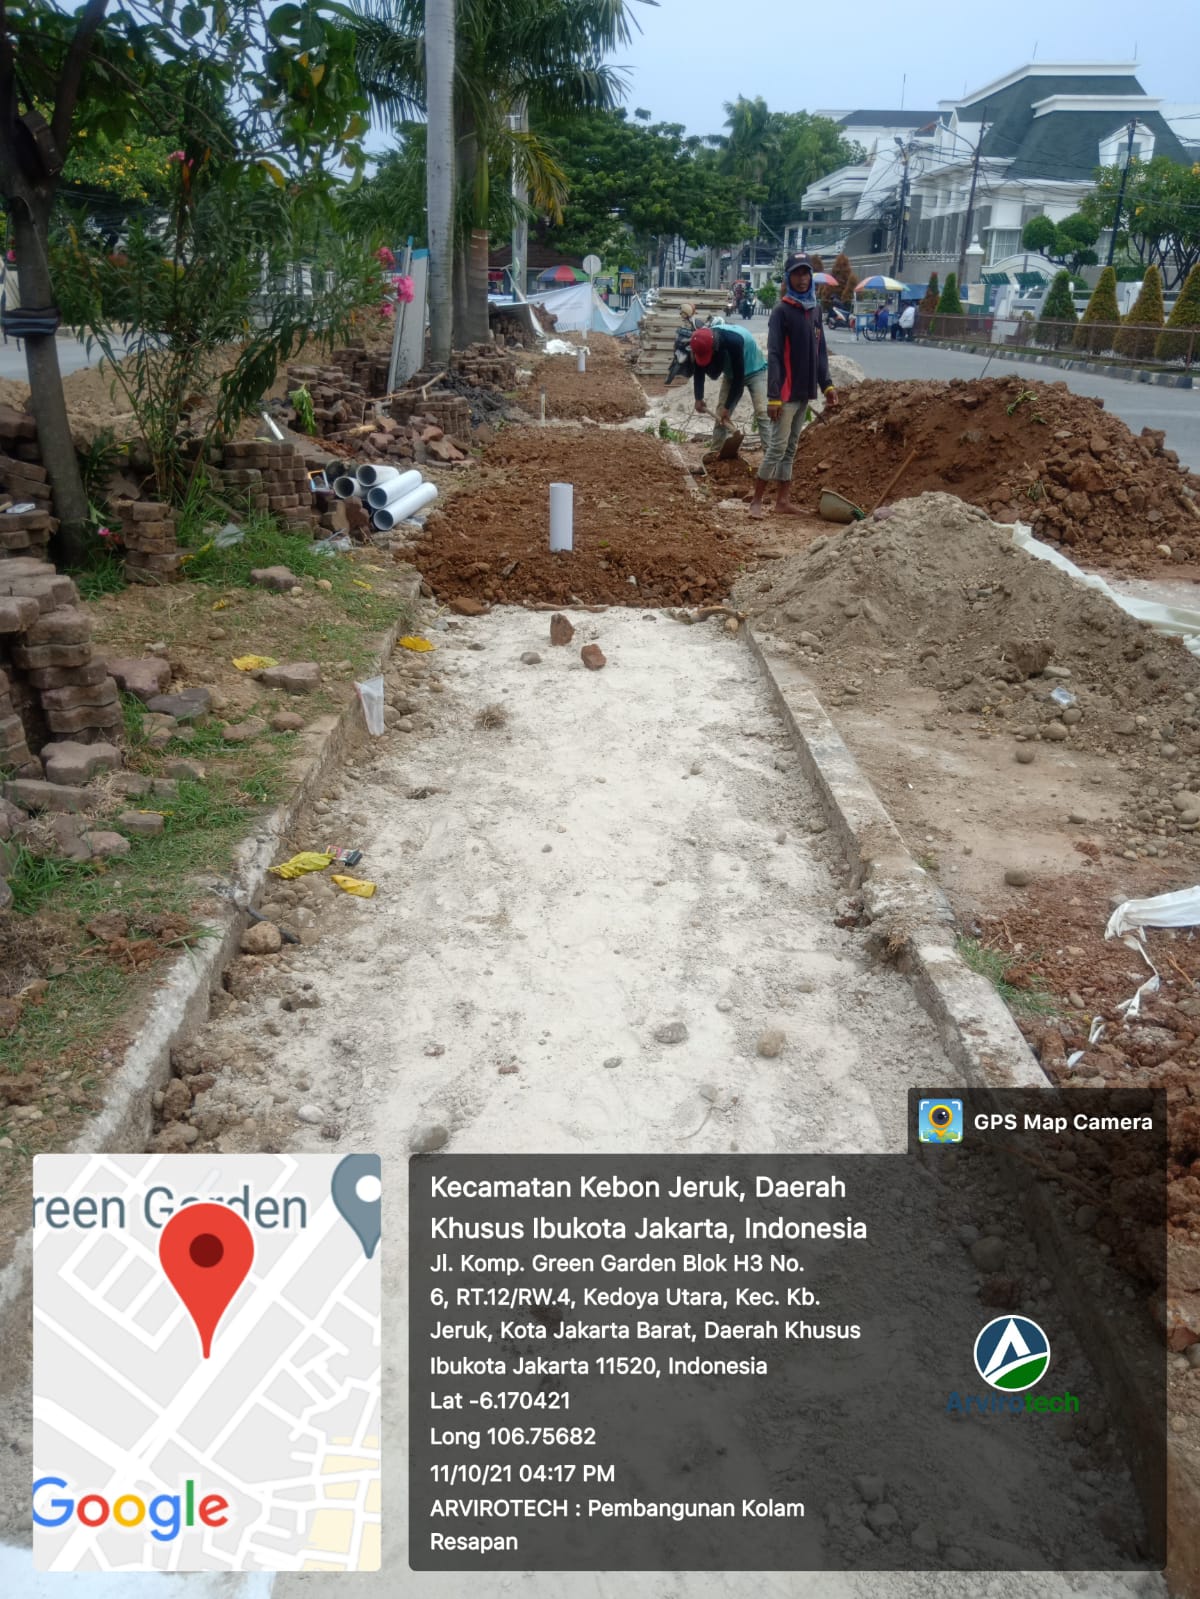 GPS Map Camera
reen Garden
Google
Kecamatan Kebon Jeruk, Daerah
Khusus Ibukota Jakarta, Indonesia
Jl. Komp. Green Garden Blok H3 No.
6, RT.12/RW.4, Kedoya Utara, Kec. Kb.
Jeruk, Kota Jakarta Barat, Daerah Khusus
Ibukota Jakarta 11520, Indonesia
Lat -6.170421
Long 106.75682
11/10/21 04:17 PM
ARVIROTECH : Pembangunan Kolam
Resapan
Arvirotech